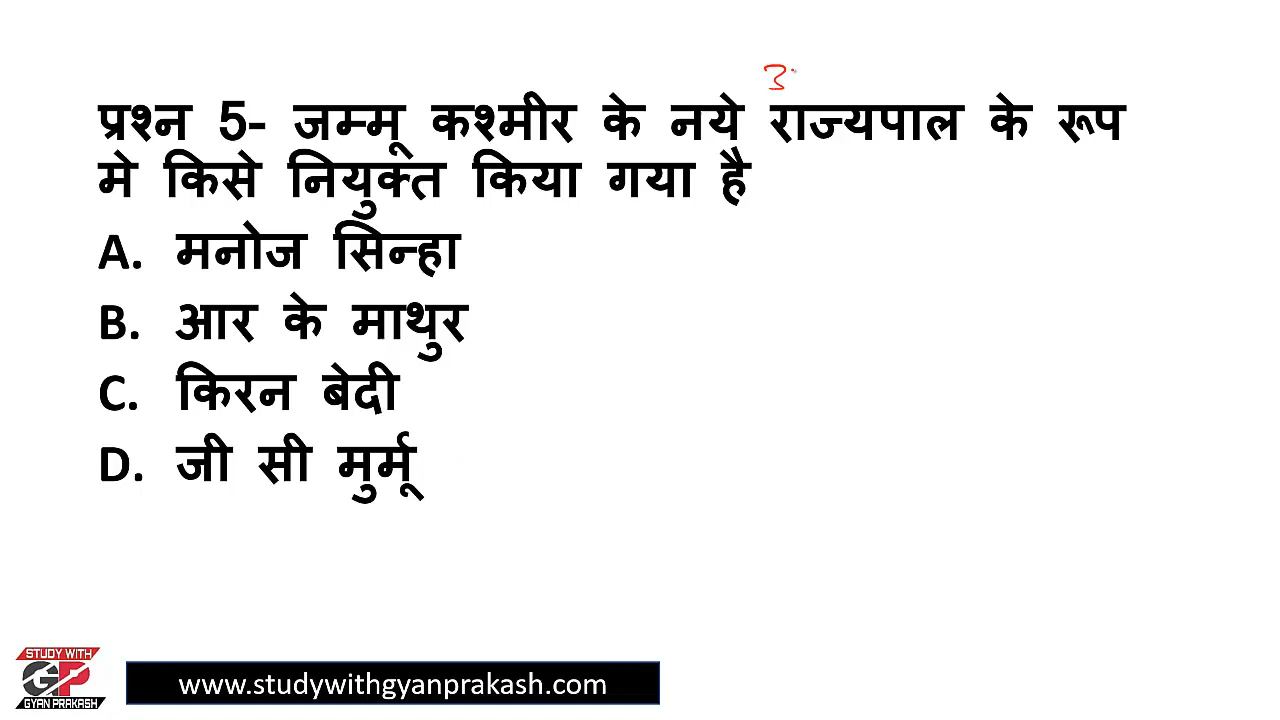 प्रश्न 5- जम्मू कश्मीर के नये राज्यपाल के रूप
मे किसे नियुक्त किया गया है
A. मनोज सिन्हा
B. आर के माथुर
C. किरन बेदी
D. जी सी मुर्मू
STUDY WITH
GP
GYAN PRAKASH
www.studywithgyanprakash.com